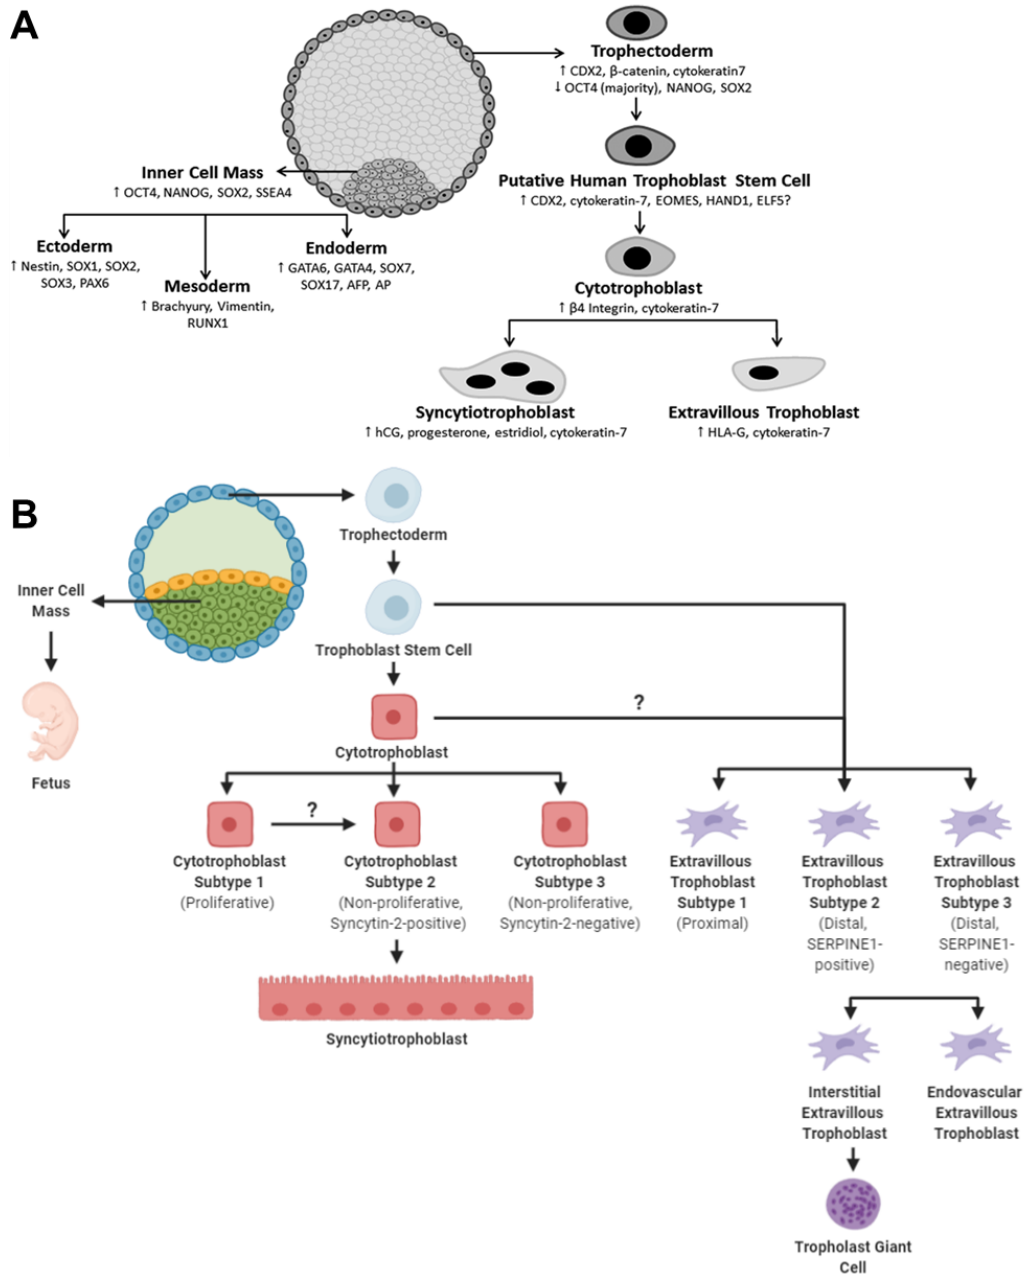 A
Trophectoderm
↑ CDX2, β-catenin, cytokeratin7
↓ OCT4 (majority), NANOG, SOX2
Inner Cell Mass
↑ OCT4, NANOG, SOX2, SSEA4
Putative Human Trophoblast Stem Cell
↑ CDX2, cytokeratin-7, EOMES, HAND1, ELF5?
Ectoderm
↑ Nestin, SOX1, SOX2,
SOX3, PAX6
Mesoderm
↑ Brachyury, Vimentin,
RUNX1
Endoderm
↑ GATA6, GATA4, SOX7,
SOX17, AFP, AP
Cytotrophoblast
↑ β4 Integrin, cytokeratin-7
Syncytiotrophoblast
↑ hCG, progesterone, estridiol, cytokeratin-7
Extravillous Trophoblast
↑ HLA-G, cytokeratin-7
B
Trophectoderm
Inner Cell
Mass
Fetus
Trophoblast Stem Cell
?
Cytotrophoblast
?
Cytotrophoblast
Subtype 1
(Proliferative)
Cytotrophoblast
Subtype 2
(Non-proliferative,
Syncytin-2-positive)
Cytotrophoblast
Subtype 3
(Non-proliferative,
Syncytin-2-negative)
Extravillous
Trophoblast
Subtype 1
(Proximal)
Extravillous
Trophoblast
Subtype 2
(Distal,
SERPINE1-
positive)
Extravillous
Trophoblast
Subtype 3
(Distal,
SERPINE1-
negative)
Syncytiotrophoblast
Interstitial
Extravillous
Trophoblast
Endovascular
Extravillous
Trophoblast
Tropholast Giant
Cell